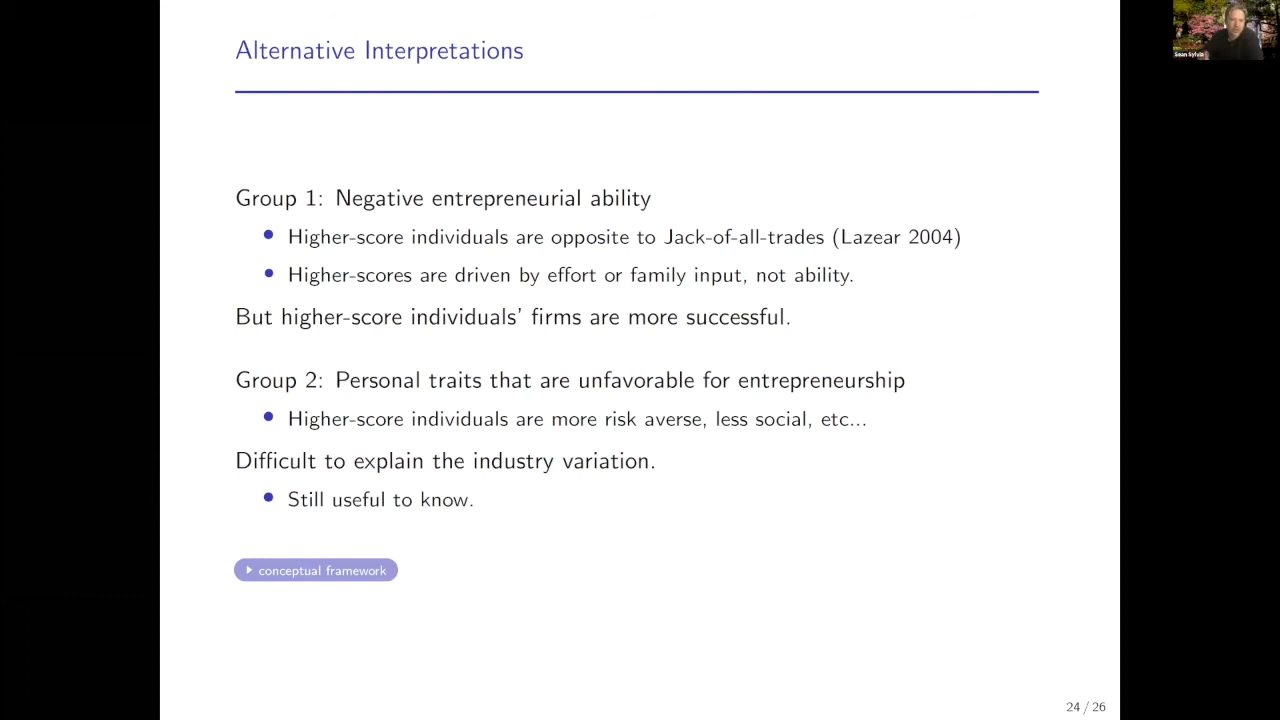 Alternative Interpretations
Sean Sylvia
Group 1: Negative entrepreneurial ability
• Higher-score individuals are opposite to Jack-of-all-trades (Lazear 2004)
• Higher-scores are driven by effort or family input, not ability.
But higher-score individuals' firms are more successful.
Group 2: Personal traits that are unfavorable for entrepreneurship
• Higher-score individuals are more risk averse, less social, etc...
Difficult to explain the industry variation.
• Still useful to know.
conceptual framework
24 / 26